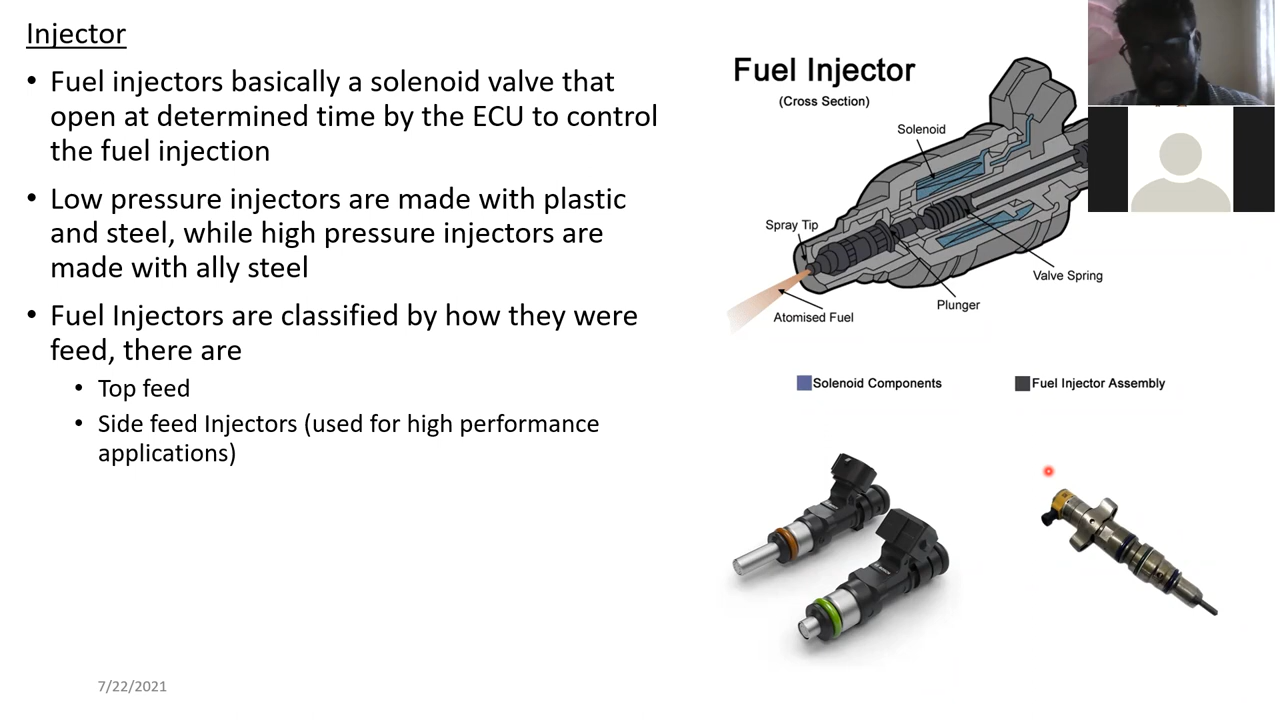 Injector
• Fuel injectors basically a solenoid valve that
open at determined time by the ECU to control
the fuel injection
• Low pressure injectors are made with plastic
and steel, while high pressure injectors are
made with ally steel
• Fuel Injectors are classified by how they were
feed, there are
• Top feed
• Side feed Injectors (used for high performance
applications)
7/22/2021
Fuel Injector
(Cross Section)
Solenoid
Spray Tip
Valve Spring
Plunger
Atomised Fuel
Solenoid Components
Fuel Injector Assembly